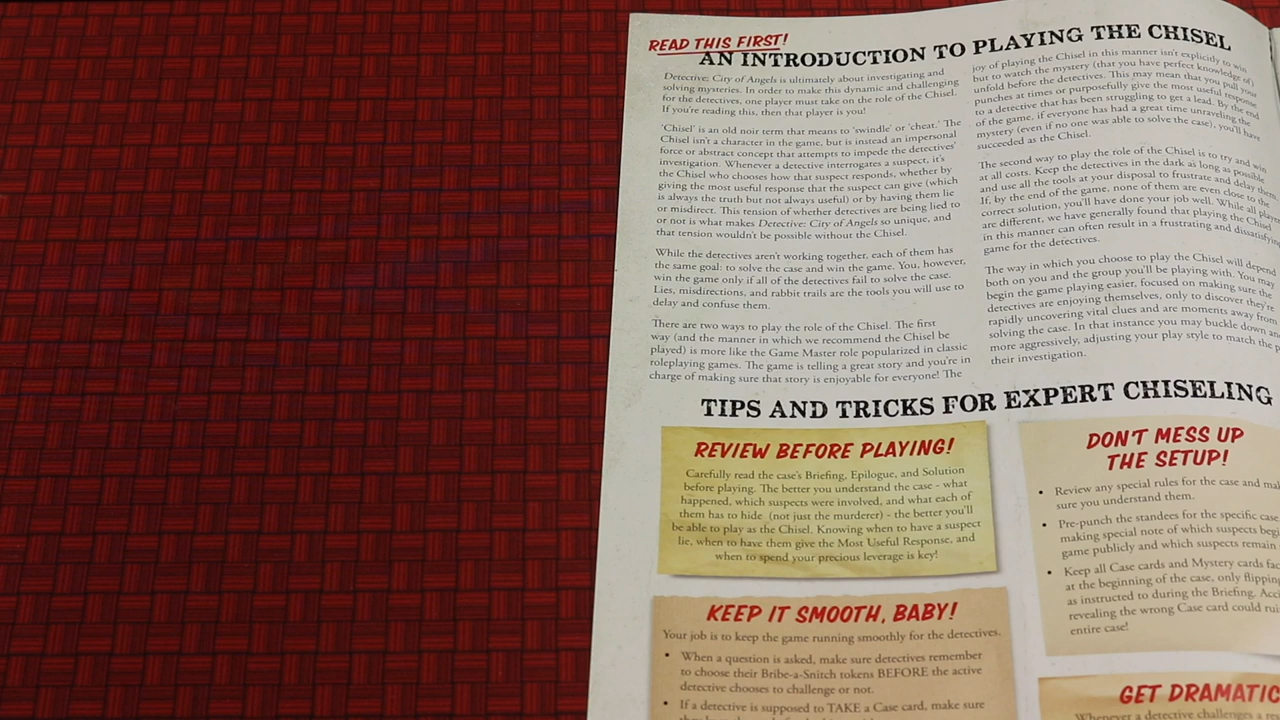 READ THIS FIRST!
AN INTRODUCTION TO PLAYING THE CHISEL
Detective: City of Angels is ultimately about investigating and
solving mysteries. In order to make this dynamic and challenging
for the detectives, one player must take on the role of the Chisel.
If you're reading this, then that player is you!
'Chisel' is an old noir term that means to 'swindle' or 'cheat.' The
Chisel isn't a character in the game, but is instead an impersonal
force or abstract concept that attempts to impede the detectives'
investigation. Whenever a detective interrogates a suspect, it's
the Chisel who chooses how that suspect responds, whether by
giving the most useful response that the suspect can give (which
is always the truth but not always useful) or by having them lie
or misdirect. This tension of whether detectives are being lied to
or not is what makes Detective: City of Angels so unique, and
that tension wouldn't be possible without the Chisel.
While the detectives aren't working together, each of them has
the same goal: to solve the case and win the game. You, however,
win the game only if all of the detectives fail to solve the case.
Lies, misdirections, and rabbit trails are the tools you will use to
delay and confuse them.
There are two ways to play the role of the Chisel. The first
way (and the manner in which we recommend the Chisel be
played) is more like the Game Master role popularized in classic
roleplaying games. The game is telling a great story and you're in
charge of making sure that story is enjoyable for everyone! The
joy of playing the Chisel in this manner isn't explicitly to win
but to watch the mystery (that you have perfect knowledge of)
unfold before the detectives. This may mean that you pull your
punches at times or purposefully give the most useful response
to a detective that has been struggling to get a lead. By the end
of the game, if everyone has had a great time unraveling the
mystery (even if no one was able to solve the case), you'll have
succeeded as the Chisel.
The second way to play the role of the Chisel is to try and win
at all costs. Keep the detectives in the dark as long as possible
and use all the tools at your disposal to frustrate and delay them.
If, by the end of the game, none of them are even close to the
correct solution, you'll have done your job well. While all
are different, we have generally found that playing the Chisel
in this manner can often result in a frustrating and
game for the detectives.
The way in which you choose to play the Chisel will depend
both on you and the group you'll be playing with. You may
begin the game playing easier, focused on making sure the
detectives are enjoying themselves, only to discover they're
rapidly uncovering vital clues and are moments away from
solving the case. In that instance you may buckle down
more aggressively, adjusting your play style to match the
their investigation.
TIPS AND TRICKS FOR EXPERT CHISELING
REVIEW BEFORE PLAYING!
Carefully read the case's Briefing, Epilogue, and Solution
before playing. The better you understand the case - what
happened, which suspects were involved, and what each of
them has to hide (not just the murderer) - the better you'll
be able to play as the Chisel. Knowing when to have a suspect
lie, when to have them give the Most Useful Response, and
when to spend your precious leverage is key!
KEEP IT SMOOTH, BABY!
Your job is to keep the game running smoothly for the detectives.
• When a question is asked, make sure detectives remember
to choose their Bribe-a-Snitch tokens BEFORE the active
detective chooses to challenge or not.
• If a detective is supposed to TAKE a Case card, make sure
DON'T MESS UP
THE SETUP!
• Review any special rules for the case and
sure you understand them.
• Pre-punch the standees for the specific case
making special note of which suspects
game publicly and which suspects remain
• Keep all Case cards and Mystery cards
at the beginning of the case, only
as instructed to during the Briefing.
revealing the wrong Case card could
entire case!
GET DRAMATIC
Whenever a detective challenges a